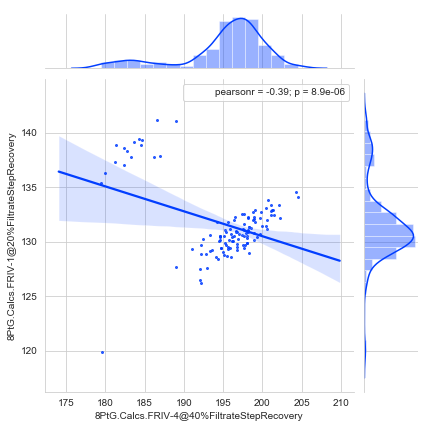 pearsonr = -0.39; p = 8.9e-06
140
135
130
125
120
8PtG.Calcs.FRIV-1@20%FiltrateStepRecovery
175 180 185 190 195 200 205 210
8PtG.Calcs.FRIV-4@40%FiltrateStepRecovery